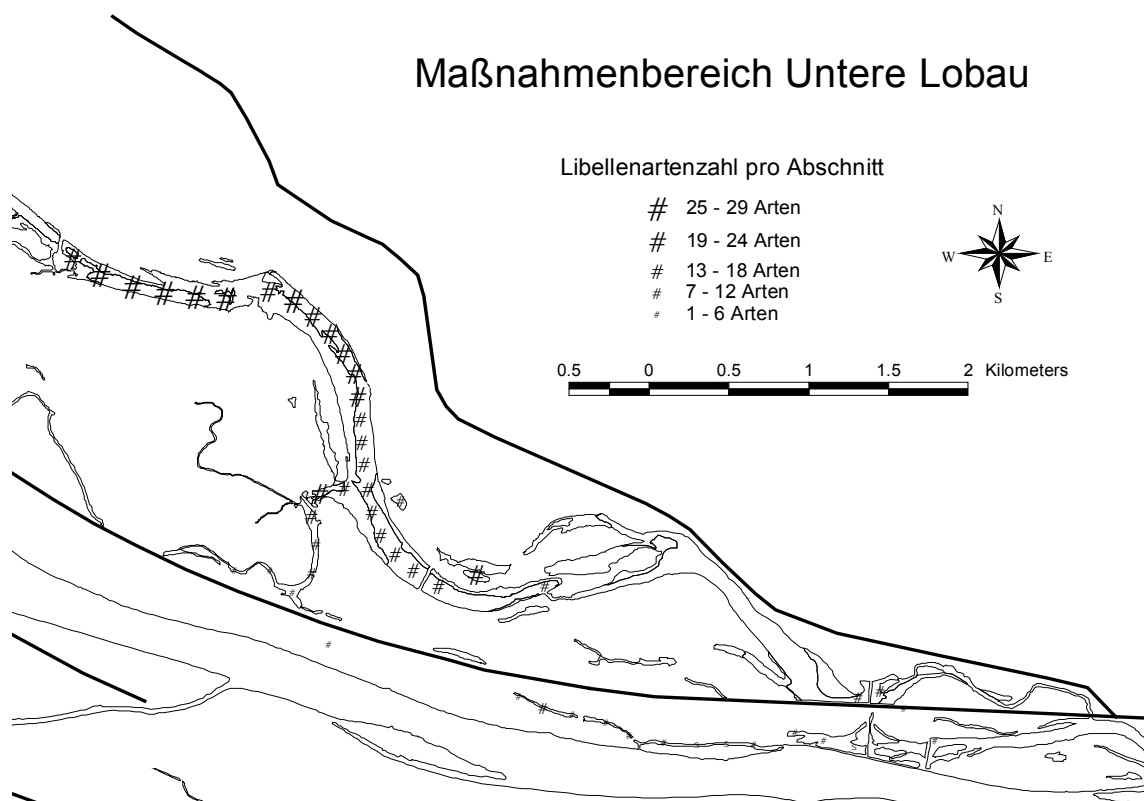 Maßnahmenbereich Untere Lobau
Libellenartenzahl pro Abschnitt
# 25 - 29 Arten
# 19 - 24 Arten
# 13 - 18 Arten
# 7 - 12 Arten
# 1 - 6 Arten
N
W E
S
0.5 0 0.5 1 1.5 2 Kilometers